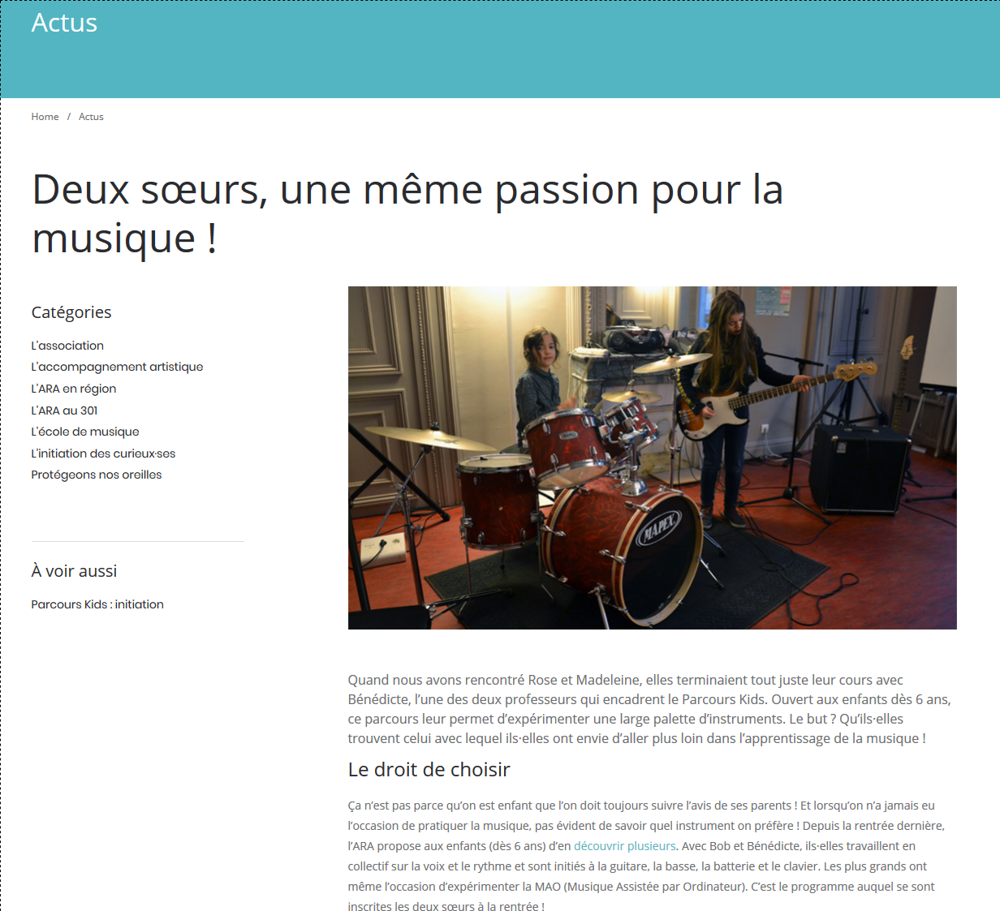 Actus
Home / Actus
Deux sœurs, une même passion pour la
musique !
Catégories
L’association
L’accompagnement artistique
L’ARA en région
L’ARA au 301
L’école de musique
L’initiation des curieux·ses
Protégeons nos oreilles
À voir aussi
Parcours Kids : initiation
MAPEX
MAPEX
Quand nous avons rencontré Rose et Madeleine, elles terminaient tout juste leur cours avec
Bénédicte, l’une des deux professeurs qui encadrent le Parcours Kids. Ouvert aux enfants dès 6 ans,
ce parcours leur permet d’expérimenter une large palette d’instruments. Le but ? Qu’ils·elles
trouvent celui avec lequel ils·elles ont envie d’aller plus loin dans l’apprentissage de la musique !
Le droit de choisir
Ça n’est pas parce qu’on est enfant que l’on doit toujours suivre l’avis de ses parents ! Et lorsqu’on n’a jamais eu
l’occasion de pratiquer la musique, pas évident de savoir quel instrument on préfère ! Depuis la rentrée dernière,
l’ARA propose aux enfants (dès 6 ans) d’en découvrir plusieurs. Avec Bob et Bénédicte, ils·elles travaillent en
collectif sur la voix et le rythme et sont initiés à la guitare, la basse, la batterie et le clavier. Les plus grands ont
même l’occasion d’expérimenter la MAO (Musique Assistée par Ordinateur). C’est le programme auquel se sont
inscrites les deux sœurs à la rentrée !